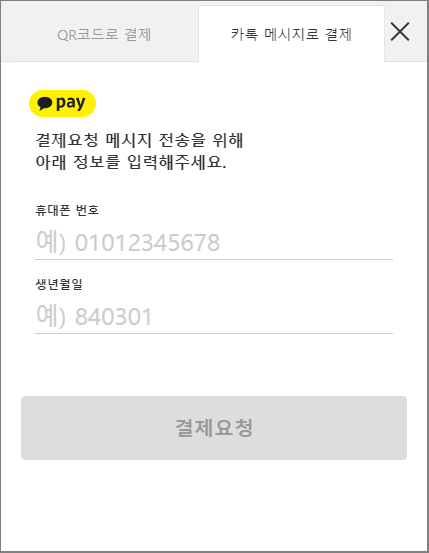 QR코드로 결제
카톡 메시지로 결제
pay
결제요청 메시지 전송을 위해
아래 정보를 입력해주세요.
휴대폰 번호
예) 01012345678
생년월일
예) 840301
결제요청